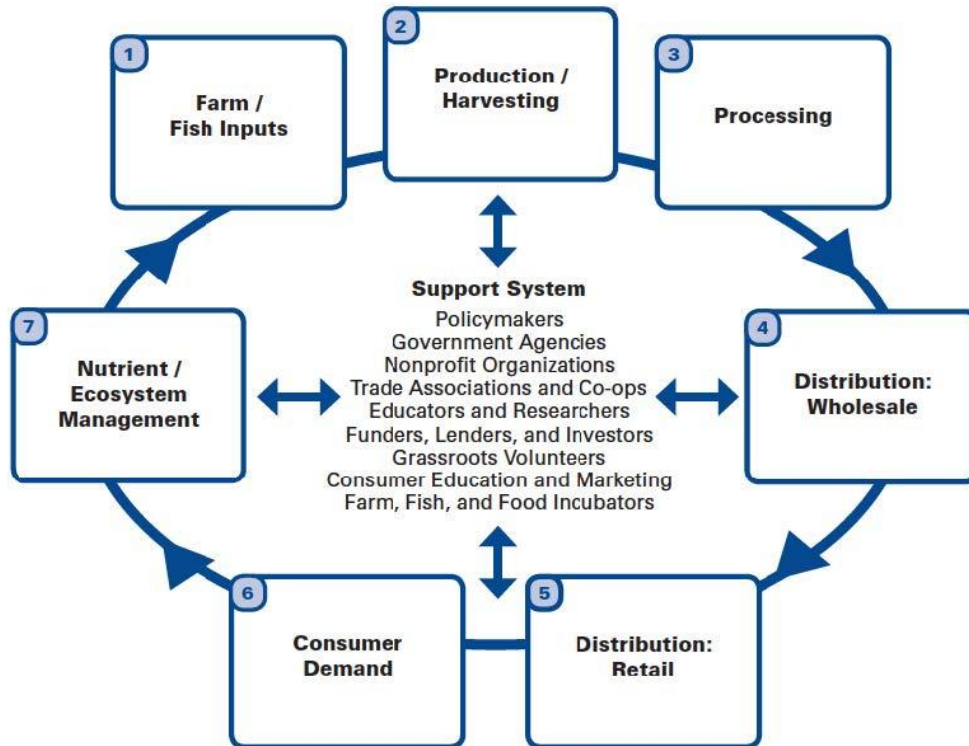 1
Farm /
Fish Inputs
2
Production /
Harvesting
3
Processing
4
Distribution:
Wholesale
5
Distribution:
Retail
6
Consumer
Demand
7
Nutrient /
Ecosystem
Management
Support System
Policymakers
Government Agencies
Nonprofit Organizations
Trade Associations and Co-ops
Educators and Researchers
Funders, Lenders, and Investors
Grassroots Volunteers
Consumer Education and Marketing
Farm, Fish, and Food Incubators